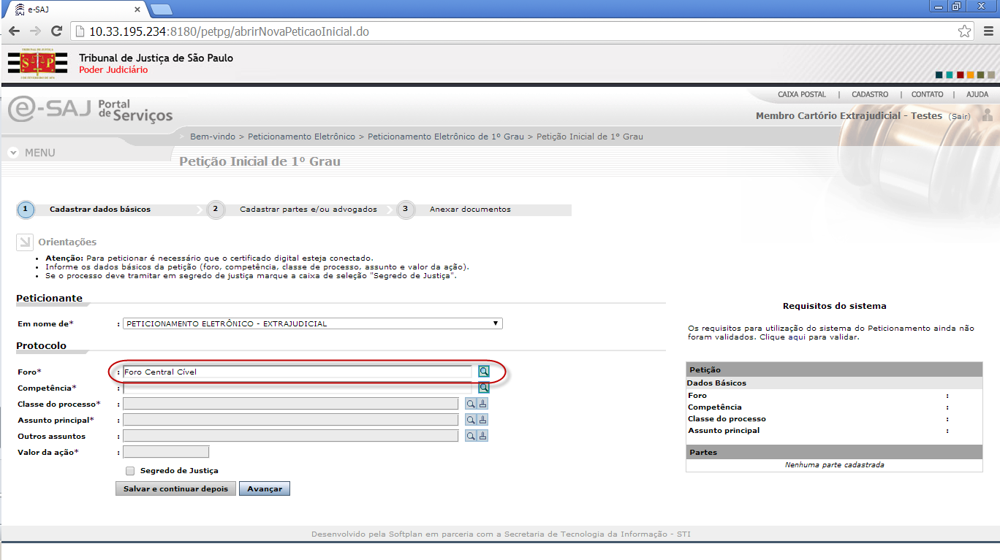 e-SAJ
10.33.195.234:8180/petpg/abrirNovaPeticaoInicial.do
Tribunal de Justiça de São Paulo
Poder Judiciário
S P
CAIXA POSTAL | CADASTRO | CONTATO | AJUDA
e-SAJ Portal
de Serviços
Membro Cartório Extrajudicial - Testes (Sair)
> Bem-vindo > Peticionamento Eletrônico > Peticionamento Eletrônico de 1º Grau > Petição Inicial de 1º Grau
MENU
Petição Inicial de 1º Grau
1 Cadastrar dados básicos 2 Cadastrar partes e/ou advogados 3 Anexar documentos
Orientações
• Atenção: Para peticionar é necessário que o certificado digital esteja conectado.
• Informe os dados básicos da petição (foro, competência, classe de processo, assunto e valor da ação).
• Se o processo deve tramitar em segredo de justiça marque a caixa de seleção "Segredo de Justiça".
Peticionante
Em nome de* : PETICIONAMENTO ELETRÔNICO - EXTRAJUDICIAL
Protocolo
Foro* : Foro Central Cível
Competência* :
Classe do processo* :
Assunto principal* :
Outros assuntos :
Valor da ação* :
Segredo de Justiça
Salvar e continuar depois Avançar
Requisitos do sistema
Os requisitos para utilização do sistema do Peticionamento ainda não
foram validados. Clique aqui para validar.
Petição
Dados Básicos
Foro :
Competência :
Classe do processo :
Assunto principal :
Partes
Nenhuma parte cadastrada
Desenvolvido pela Softplan em parceria com a Secretaria de Tecnologia da Informação - STI